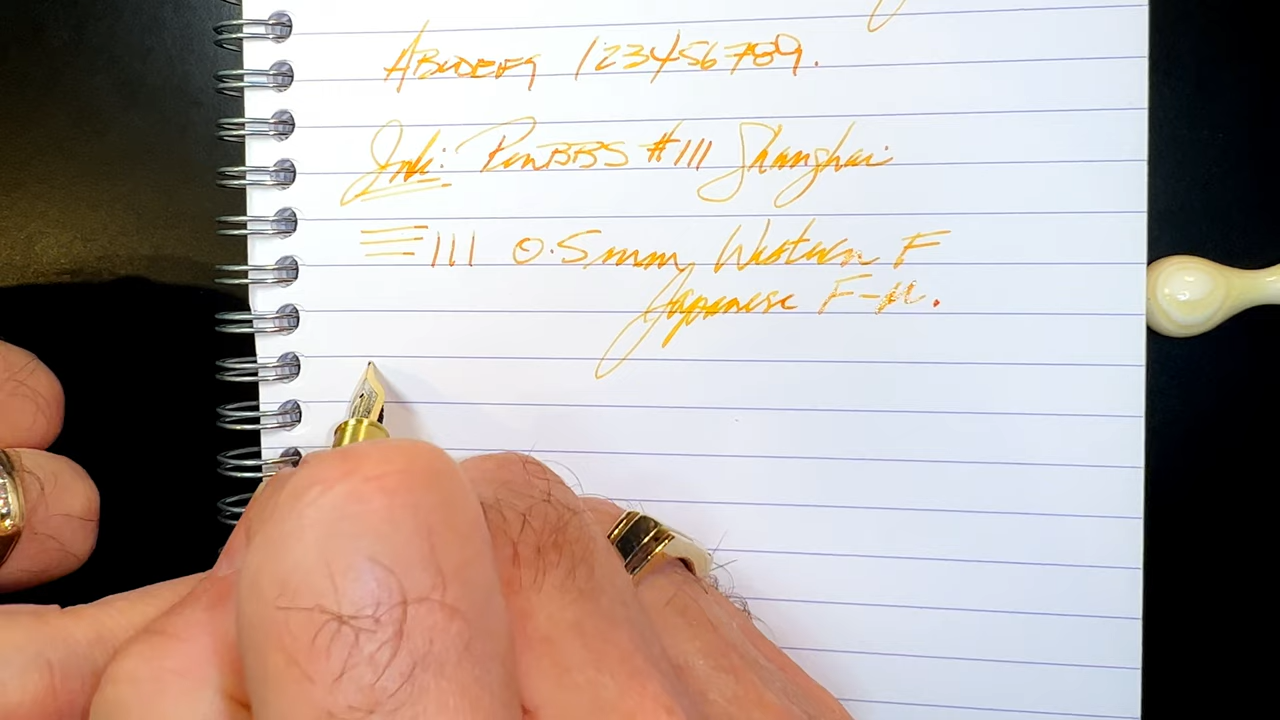 ABCDEFG 123456789.
Ink: PenBBS #111 Shanghai
111 0.5mm Western F
Japanese F-M.